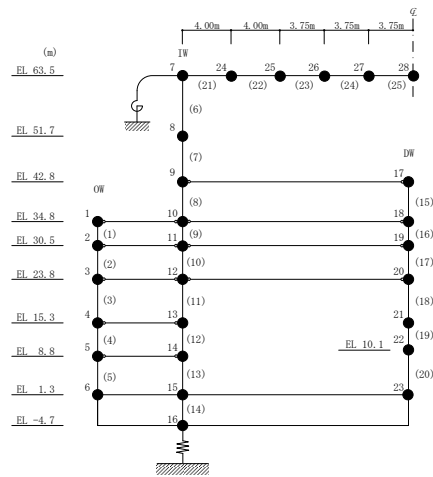 ℄
4.00m 4.00m 3.75m 3.75m 3.75m
(m) IW
EL 63.5 7 24 25 26 27 28
(21) (22) (23) (24) (25)
(6)
EL 51.7 8
(7) DW
EL 42.8 9 17
OW (8) (15)
EL 34.8 1 10 18
(1) (9) (16)
EL 30.5 2 11 19
(2) (10) (17)
EL 23.8 3 12 20
(3) (11) (18)
EL 15.3 4 13 21
(4) (12) (19)
EL 8.8 5 14 EL 10.1 22
(5) (13) (20)
EL 1.3 6 15 23
(14)
EL -4.7 16